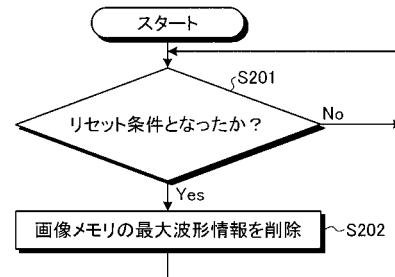 スタート
S201
リセット条件となったか？
No
Yes
画像メモリの最大波形情報を削除
S202